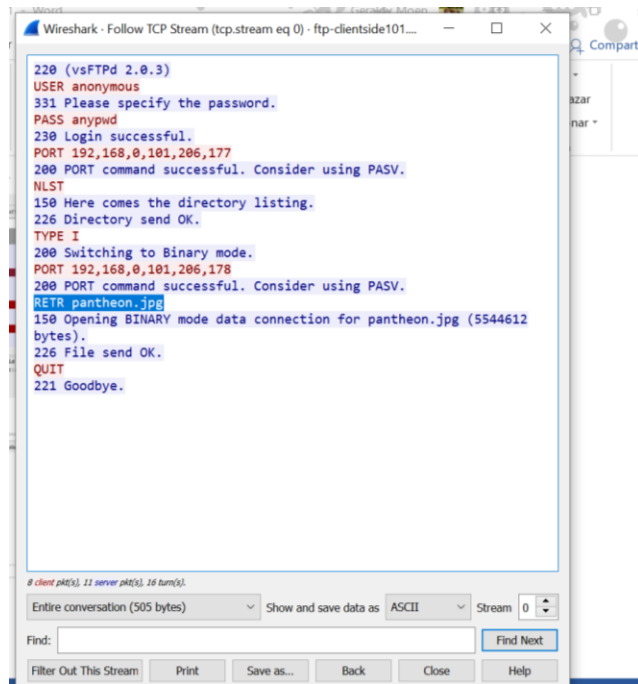 Word
Geraldy Moen
Wireshark · Follow TCP Stream (tcp.stream eq 0) · ftp-clientside101....
Compart
azar
nar
220 (vsFTPd 2.0.3)
USER anonymous
331 Please specify the password.
PASS anypwd
230 Login successful.
PORT 192,168,0,101,206,177
200 PORT command successful. Consider using PASV.
NLST
150 Here comes the directory listing.
226 Directory send OK.
TYPE I
200 Switching to Binary mode.
PORT 192,168,0,101,206,178
200 PORT command successful. Consider using PASV.
RETR pantheon.jpg
150 Opening BINARY mode data connection for pantheon.jpg (5544612
bytes).
226 File send OK.
QUIT
221 Goodbye.
8 client pkt(s), 11 server pkt(s), 16 turn(s).
Entire conversation (505 bytes) Show and save data as ASCII Stream 0
Find: Find Next
Filter Out This Stream Print Save as... Back Close Help